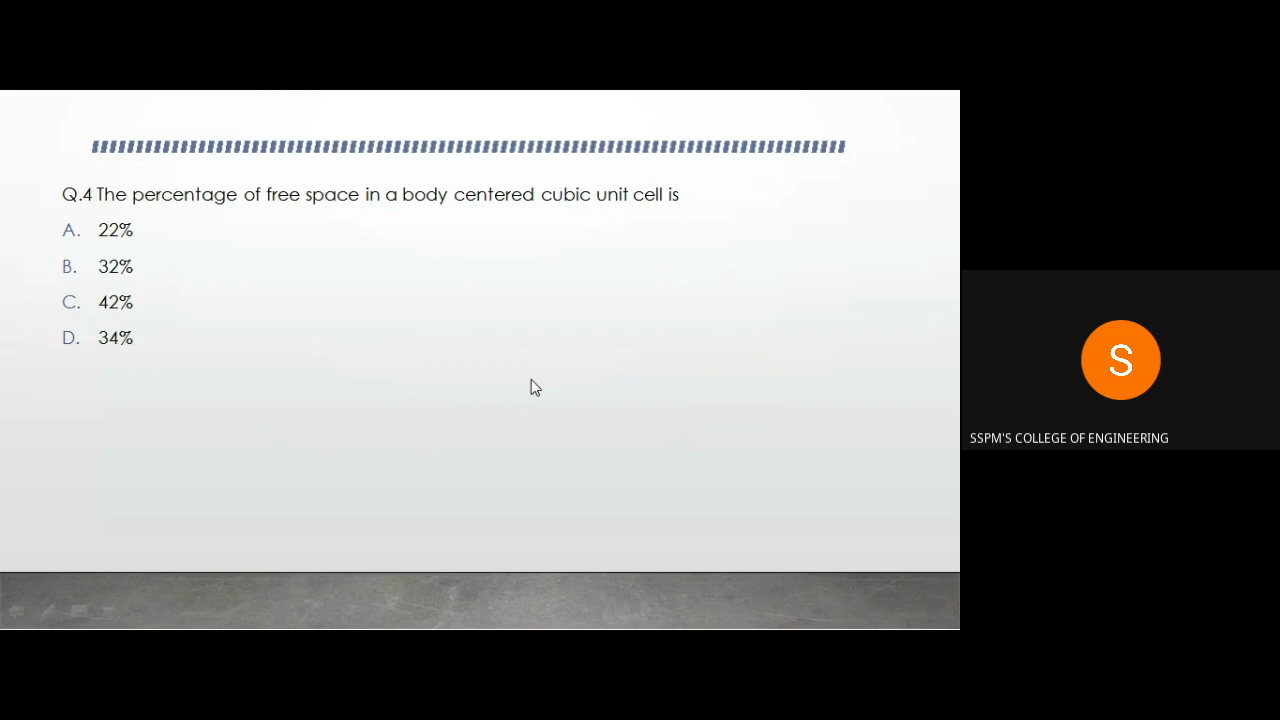 Q.4 The percentage of free space in a body centered cubic unit cell is
A. 22%
B. 32%
C. 42%
D. 34%
S
SSPM'S COLLEGE OF ENGINEERING